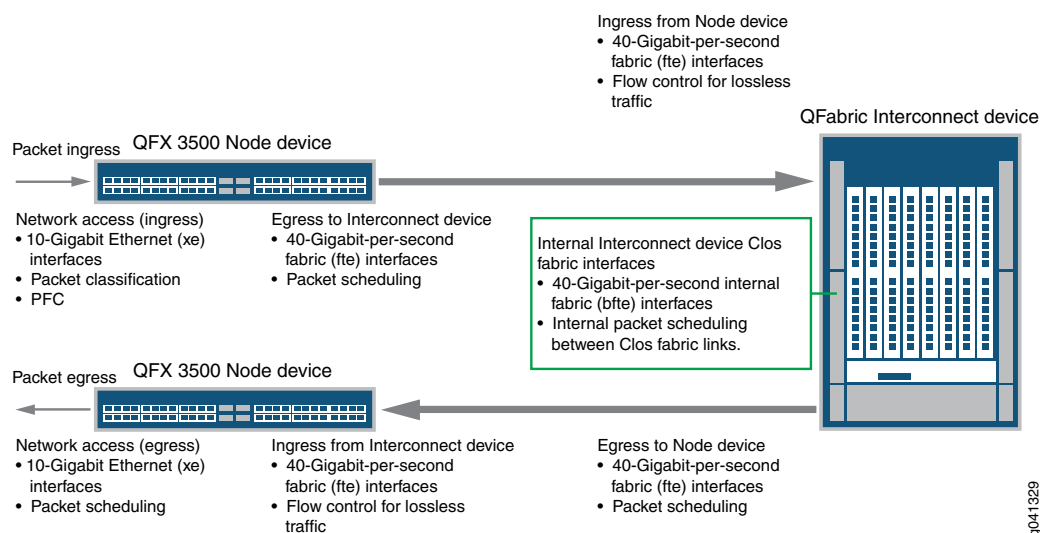 Ingress from Node device
• 40-Gigabit-per-second
fabric (fte) interfaces
• Flow control for lossless
traffic
QFabric Interconnect device
Packet ingress
QFX 3500 Node device
Network access (ingress)
• 10-Gigabit Ethernet (xe)
interfaces
• Packet classification
• PFC
Egress to Interconnect device
• 40-Gigabit-per-second
fabric (fte) interfaces
• Packet scheduling
Internal Interconnect device Clos
fabric interfaces
• 40-Gigabit-per-second internal
fabric (bfte) interfaces
• Internal packet scheduling
between Clos fabric links.
Packet egress
QFX 3500 Node device
Network access (egress)
• 10-Gigabit Ethernet (xe)
interfaces
• Packet scheduling
Ingress from Interconnect device
• 40-Gigabit-per-second
fabric (fte) interfaces
• Flow control for lossless
traffic
Egress to Node device
• 40-Gigabit-per-second
fabric (fte) interfaces
• Packet scheduling
g041329